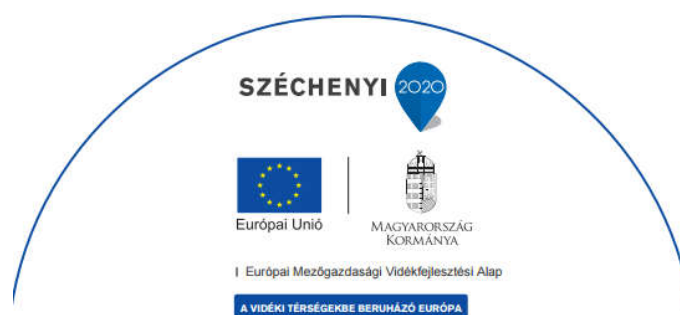 SZÉCHENYI 2020
Európai Unió
MAGYARORSZÁG
KORMÁNYA
| Európai Mezőgazdasági Vidékfejlesztési Alap
A VIDÉKI TÉRSÉGEKBE BERUHÁZÓ EURÓPA